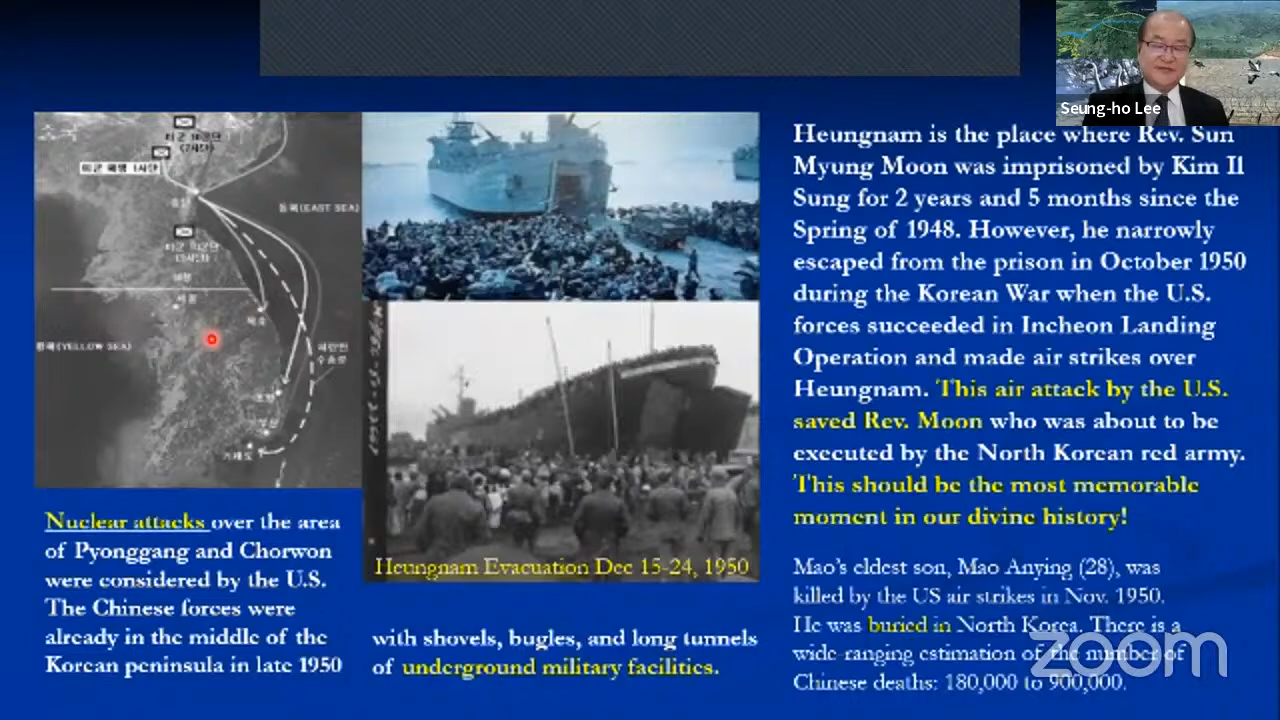 Seung-ho Lee
(EAST SEA)
(YELLOW SEA)
Heungnam Evacuation Dec 15-24, 1950
Nuclear attacks over the area
of Pyonggang and Chorwon
were considered by the U.S.
The Chinese forces were
already in the middle of the
Korean peninsula in late 1950
with shovels, bugles, and long tunnels
of underground military facilities.
Heungnam is the place where Rev. Sun
Myung Moon was imprisoned by Kim Il
Sung for 2 years and 5 months since the
Spring of 1948. However, he narrowly
escaped from the prison in October 1950
during the Korean War when the U.S.
forces succeeded in Incheon Landing
Operation and made air strikes over
Heungnam. This air attack by the U.S.
saved Rev. Moon who was about to be
executed by the North Korean red army.
This should be the most memorable
moment in our divine history!
Mao's eldest son, Mao Anying (28), was
killed by the US air strikes in Nov. 1950.
He was buried in North Korea. There is a
wide-ranging estimation of the number of
Chinese deaths: 180,000 to 900,000.
zoom